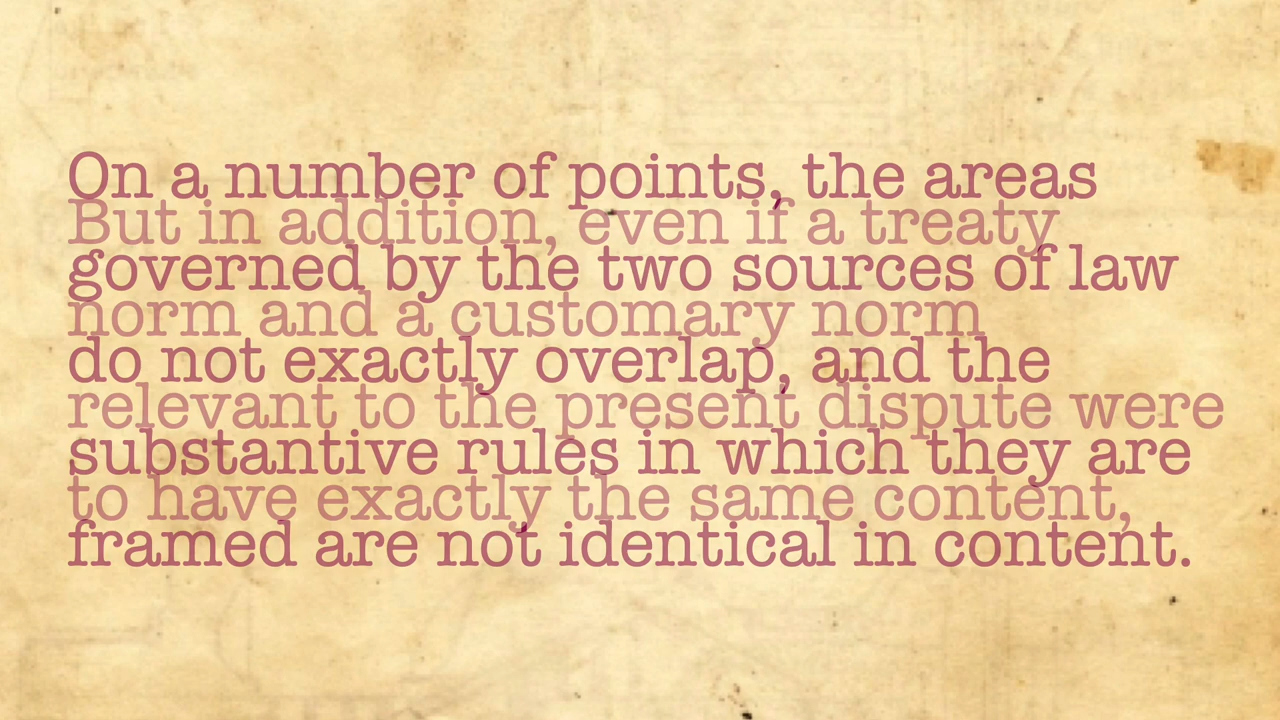 On a number of points, the areas
But in addition, even if a treaty
governed by the two sources of law
norm and a customary norm
do not exactly overlap, and the
relevant to the present dispute were
substantive rules in which they are
to have exactly the same content,
framed are not identical in content.